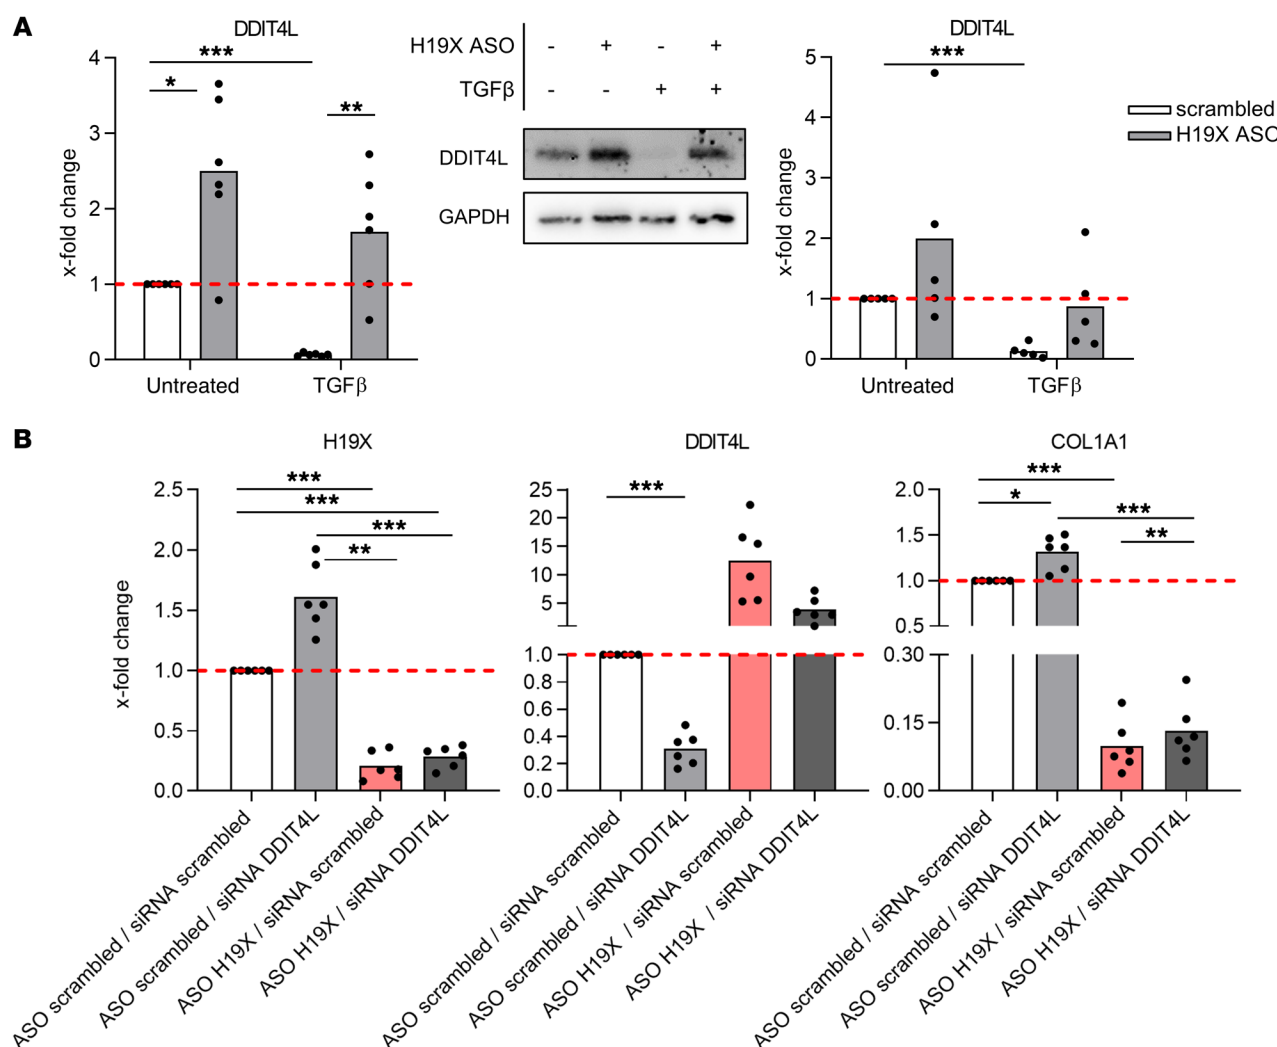 A
DDIT4L
4
3
2
1
0
x-fold change
*
***
**
Untreated
TGFβ
H19X ASO - + - +
TGFβ - - + +
DDIT4L
GAPDH
DDIT4L
5
4
3
2
1
0
x-fold change
***
Untreated
TGFβ
scrambled
H19X ASO
B
H19X
2.5
2.0
1.5
1.0
0.5
0.0
x-fold change
***
***
***
**
ASO scrambled / siRNA scrambled
ASO scrambled / siRNA DDIT4L
ASO H19X / siRNA scrambled
ASO H19X / siRNA DDIT4L
DDIT4L
25
20
15
10
5
1.0
0.8
0.6
0.4
0.2
0.0
***
ASO scrambled / siRNA scrambled
ASO scrambled / siRNA DDIT4L
ASO H19X / siRNA scrambled
ASO H19X / siRNA DDIT4L
COL1A1
2.0
1.5
1.0
0.5
0.30
0.15
0.00
***
*
***
**
ASO scrambled / siRNA scrambled
ASO scrambled / siRNA DDIT4L
ASO H19X / siRNA scrambled
ASO H19X / siRNA DDIT4L